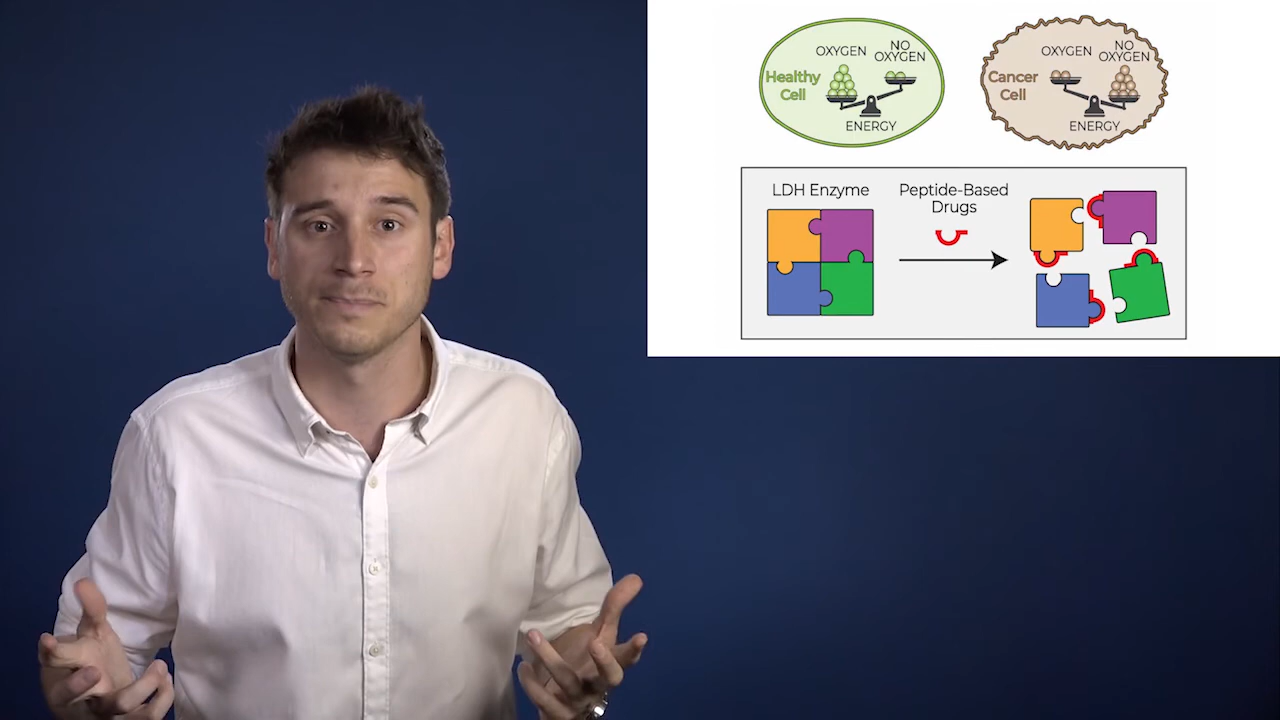 OXYGEN
NO
OXYGEN
Healthy
Cell
ENERGY
OXYGEN
NO
OXYGEN
Cancer
Cell
ENERGY
LDH Enzyme
Peptide-Based
Drugs